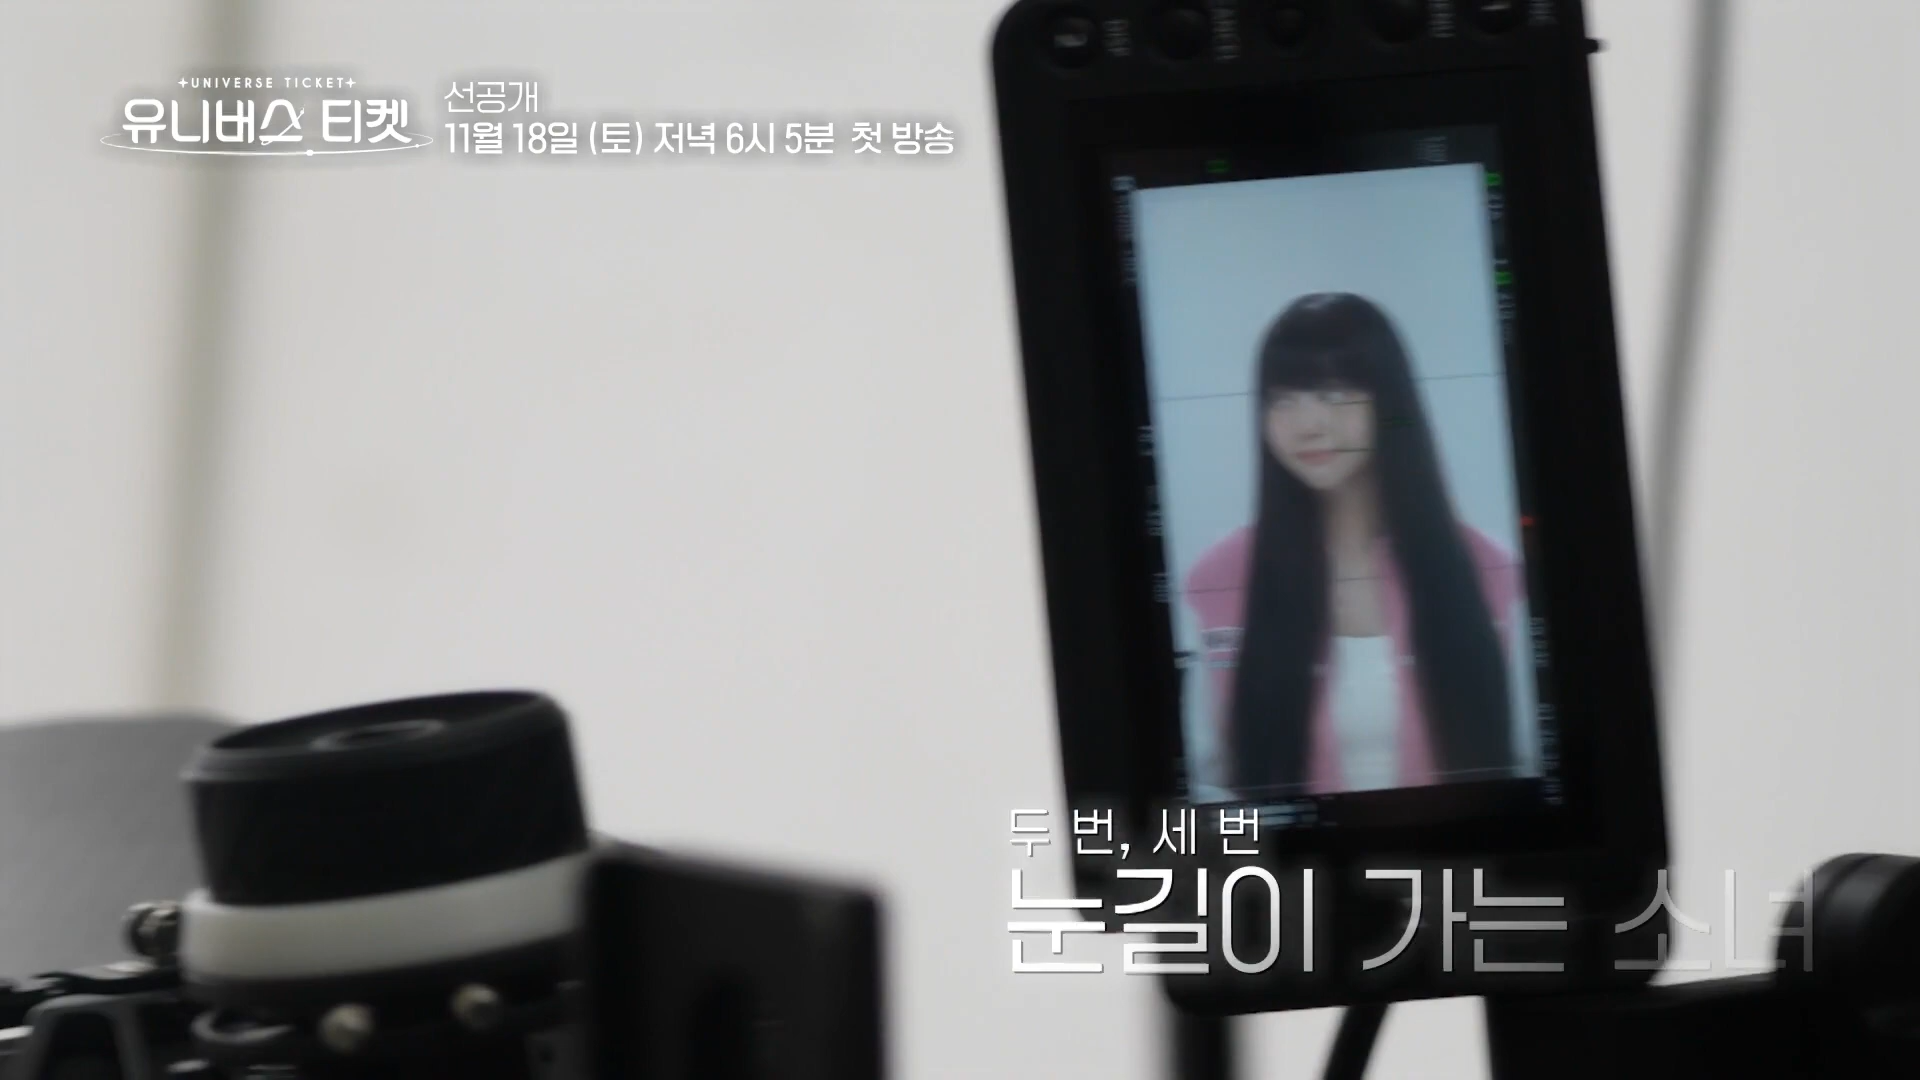 UNIVERSE TICKET
유니버스 티켓
선공개
11월 18일 (토) 저녁 6시 5분 첫 방송
두 번, 세 번
눈길이 가는 소녀